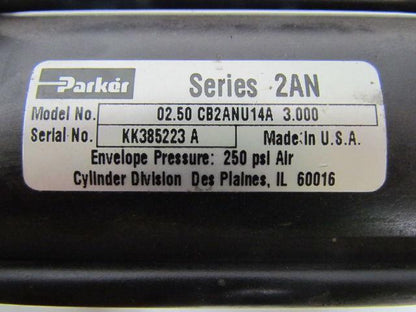 Parker Series 2AN
Model No. 02.50 CB2ANU14A 3.000
Serial No. KK385223 A Made in U.S.A.
Envelope Pressure: 250 psi Air
Cylinder Division Des Plaines, IL 60016